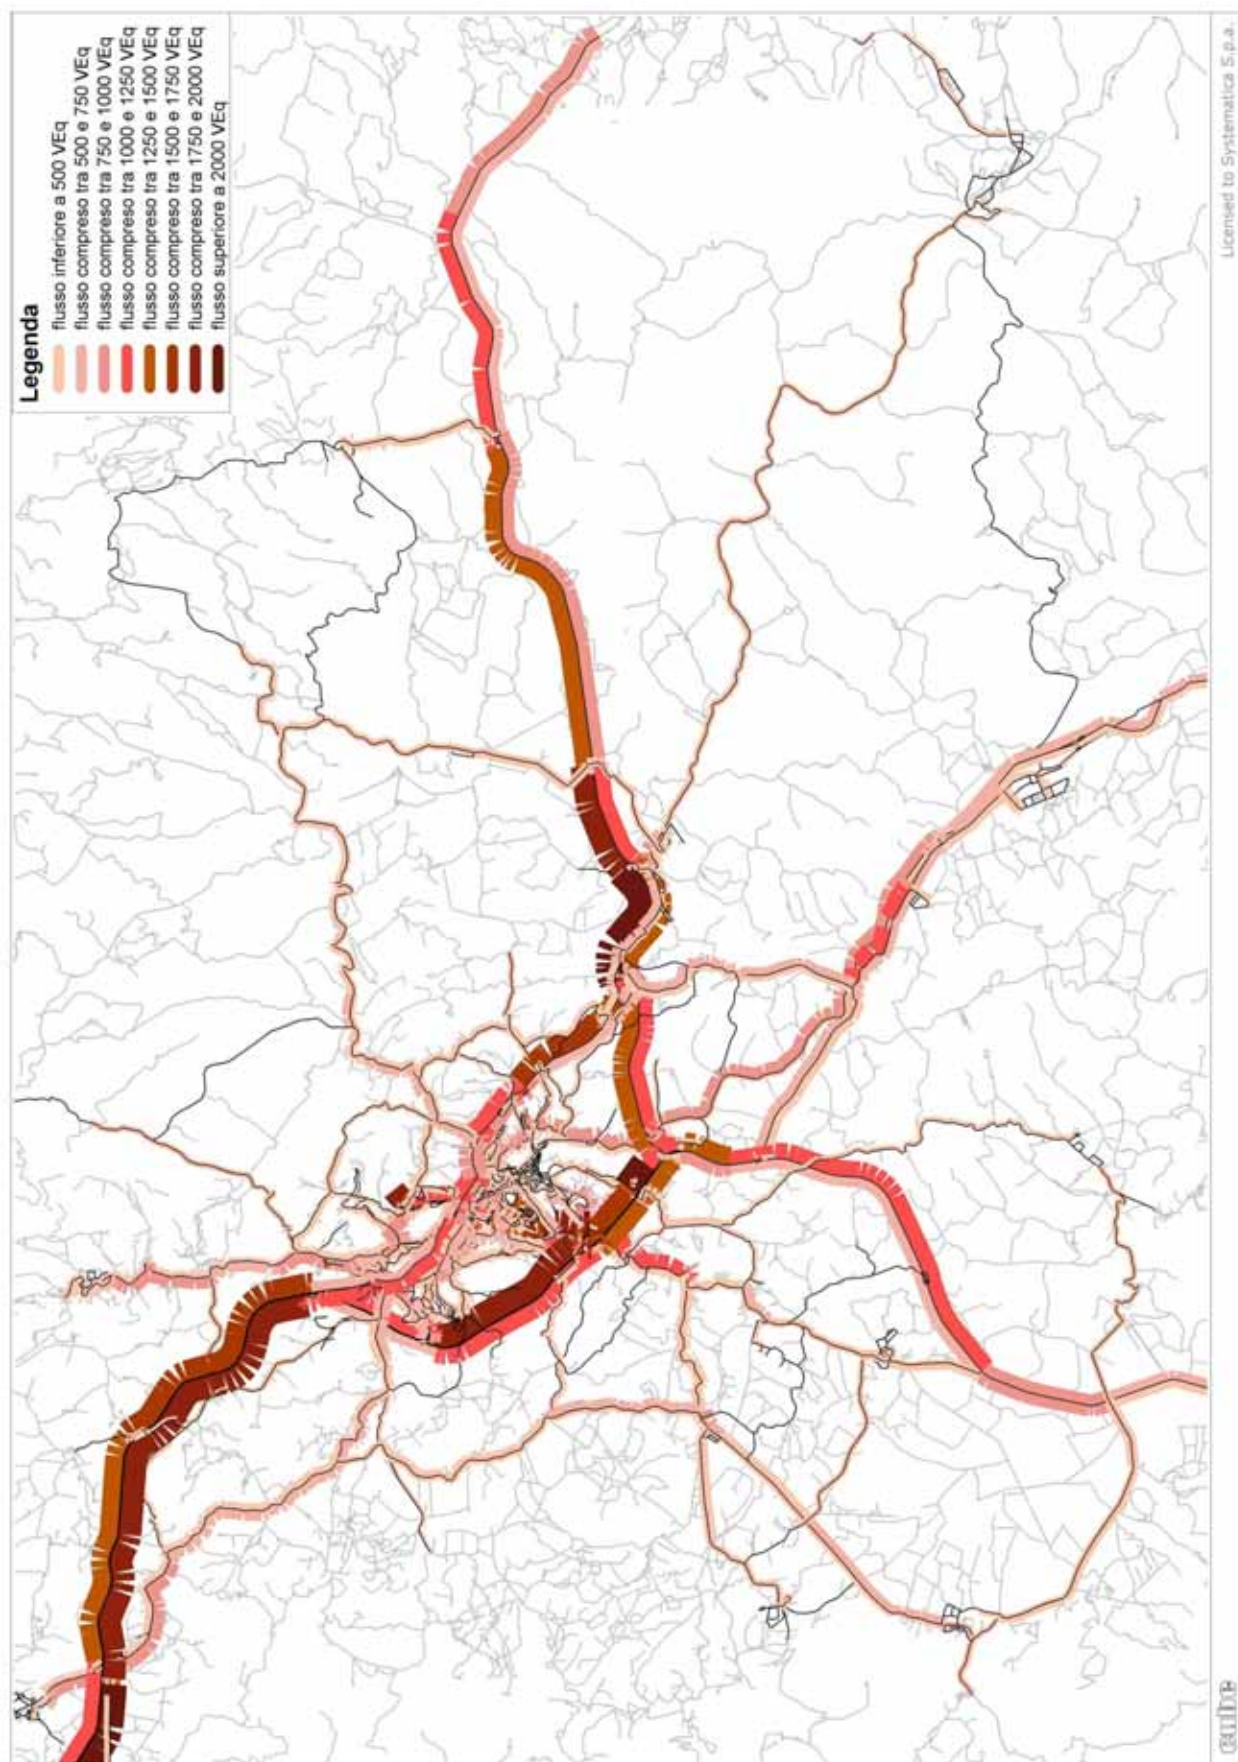 Legenda
flusso inferiore a 500 VEq
flusso compreso tra 500 e 750 VEq
flusso compreso tra 750 e 1000 VEq
flusso compreso tra 1000 e 1250 VEq
flusso compreso tra 1250 e 1500 VEq
flusso compreso tra 1500 e 1750 VEq
flusso compreso tra 1750 e 2000 VEq
flusso superiore a 2000 VEq
cube
Licensed to Systematica S.p.a.